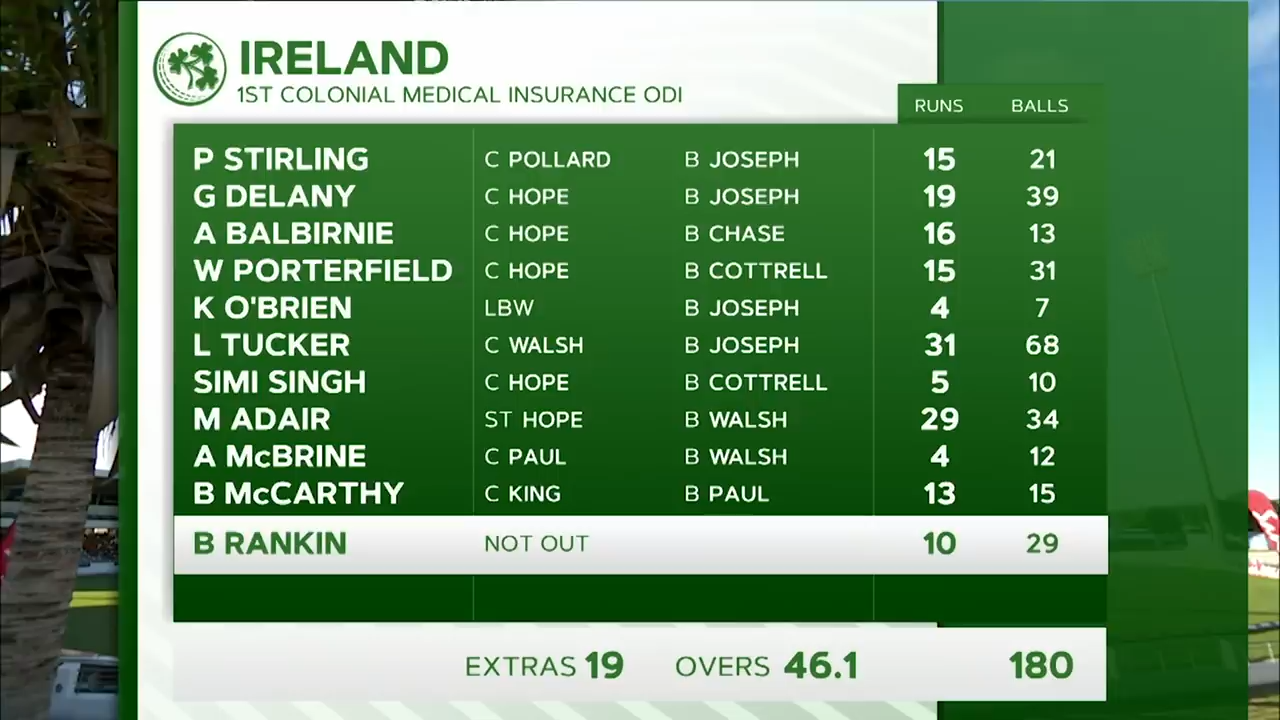 IRELAND
1ST COLONIAL MEDICAL INSURANCE ODI
RUNS BALLS
P STIRLING C POLLARD B JOSEPH 15 21
G DELANY C HOPE B JOSEPH 19 39
A BALBIRNIE C HOPE B CHASE 16 13
W PORTERFIELD C HOPE B COTTRELL 15 31
K O'BRIEN LBW B JOSEPH 4 7
L TUCKER C WALSH B JOSEPH 31 68
SIMI SINGH C HOPE B COTTRELL 5 10
M ADAIR ST HOPE B WALSH 29 34
A McBRINE C PAUL B WALSH 4 12
B McCARTHY C KING B PAUL 13 15
B RANKIN NOT OUT 10 29
EXTRAS 19 OVERS 46.1 180